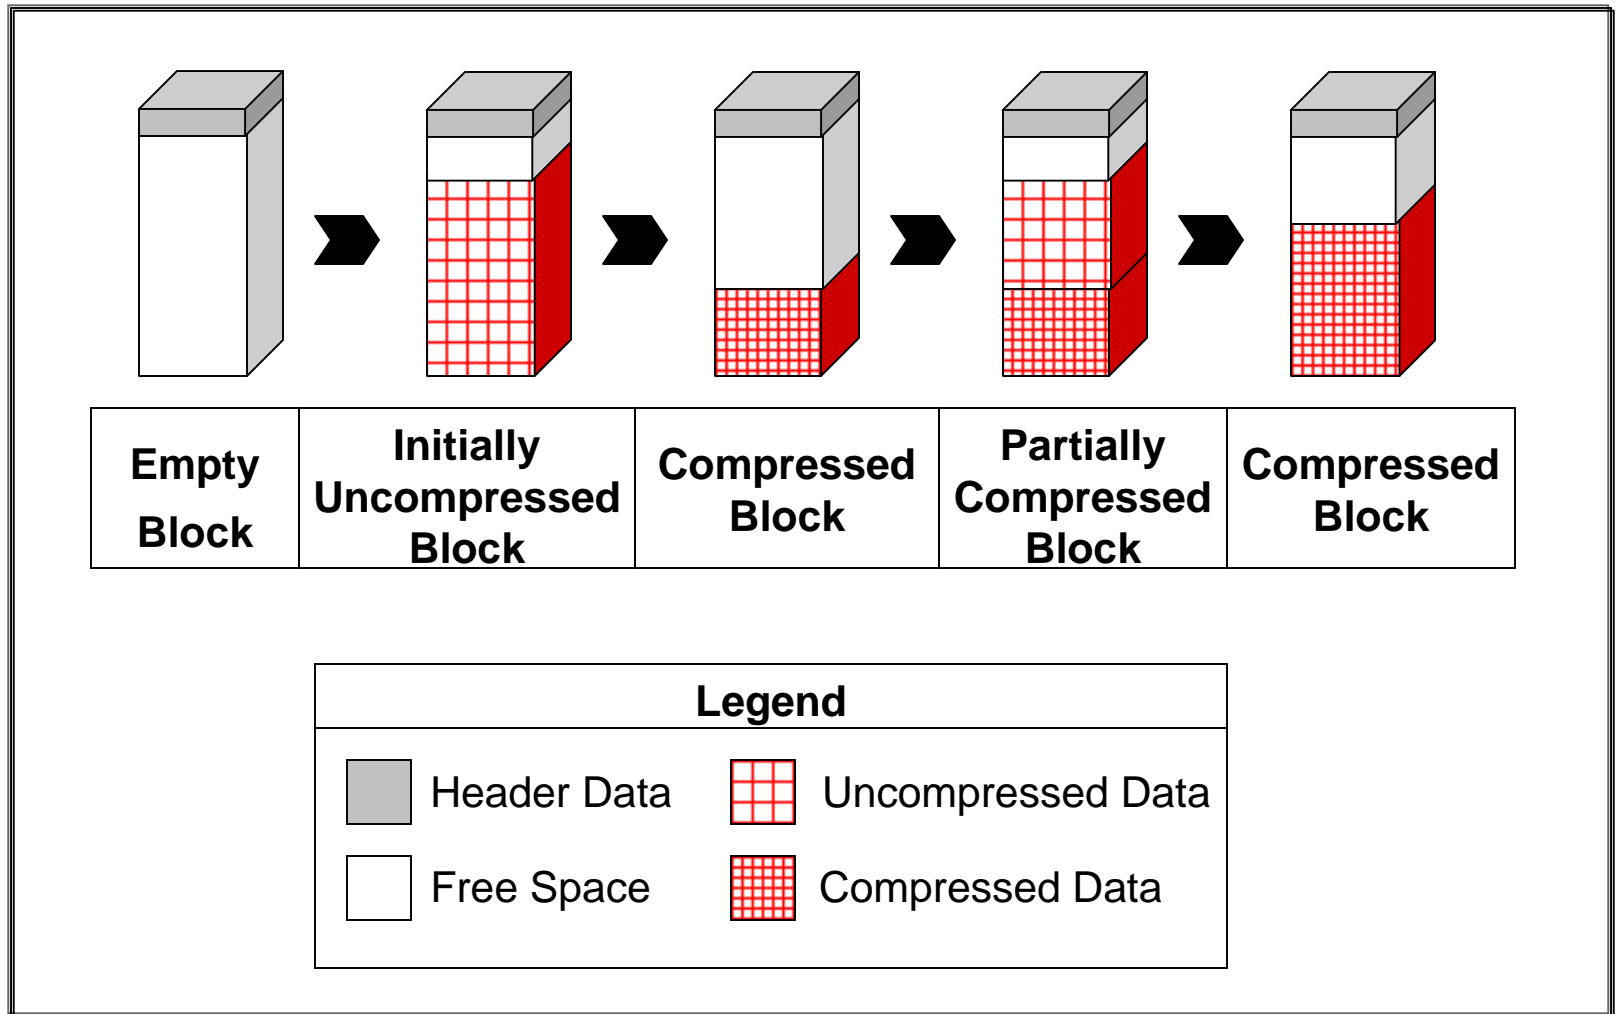 Empty
Block
Initially
Uncompressed
Block
Compressed
Block
Partially
Compressed
Block
Compressed
Block
Legend
Header Data
Uncompressed Data
Free Space
Compressed Data